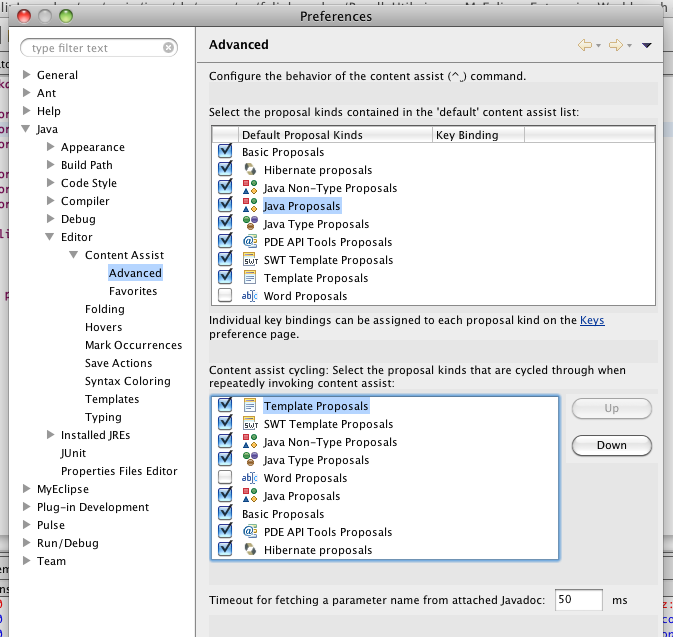 Preferences
type filter text
General
Ant
Help
Java
Appearance
Build Path
Code Style
Compiler
Debug
Editor
Content Assist
Advanced
Favorites
Folding
Hovers
Mark Occurrences
Save Actions
Syntax Coloring
Templates
Typing
Installed JREs
JUnit
Properties Files Editor
MyEclipse
Plug-in Development
Pulse
Run/Debug
Team
Advanced
Configure the behavior of the content assist (^_) command.
Select the proposal kinds contained in the 'default' content assist list:
Default Proposal Kinds Key Binding
Basic Proposals
Hibernate proposals
Java Non-Type Proposals
Java Proposals
Java Type Proposals
PDE API Tools Proposals
SWT SWT Template Proposals
Template Proposals
abc Word Proposals
Individual key bindings can be assigned to each proposal kind on the Keys
preference page.
Content assist cycling: Select the proposal kinds that are cycled through when
repeatedly invoking content assist:
Template Proposals
SWT SWT Template Proposals
Java Non-Type Proposals
Java Type Proposals
abc Word Proposals
Java Proposals
Basic Proposals
PDE API Tools Proposals
Hibernate proposals
Up
Down
Timeout for fetching a parameter name from attached Javadoc: 50 ms